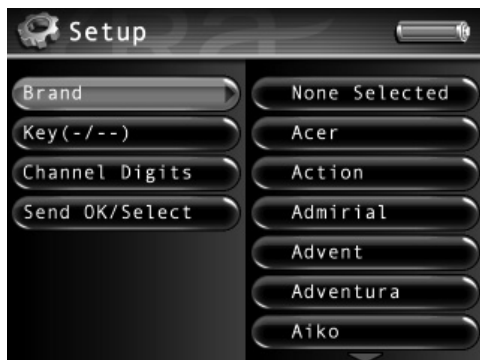 Setup
Brand
Key(-/--)
Channel Digits
Send OK/Select
None Selected
Acer
Action
Admirial
Advent
Adventura
Aiko